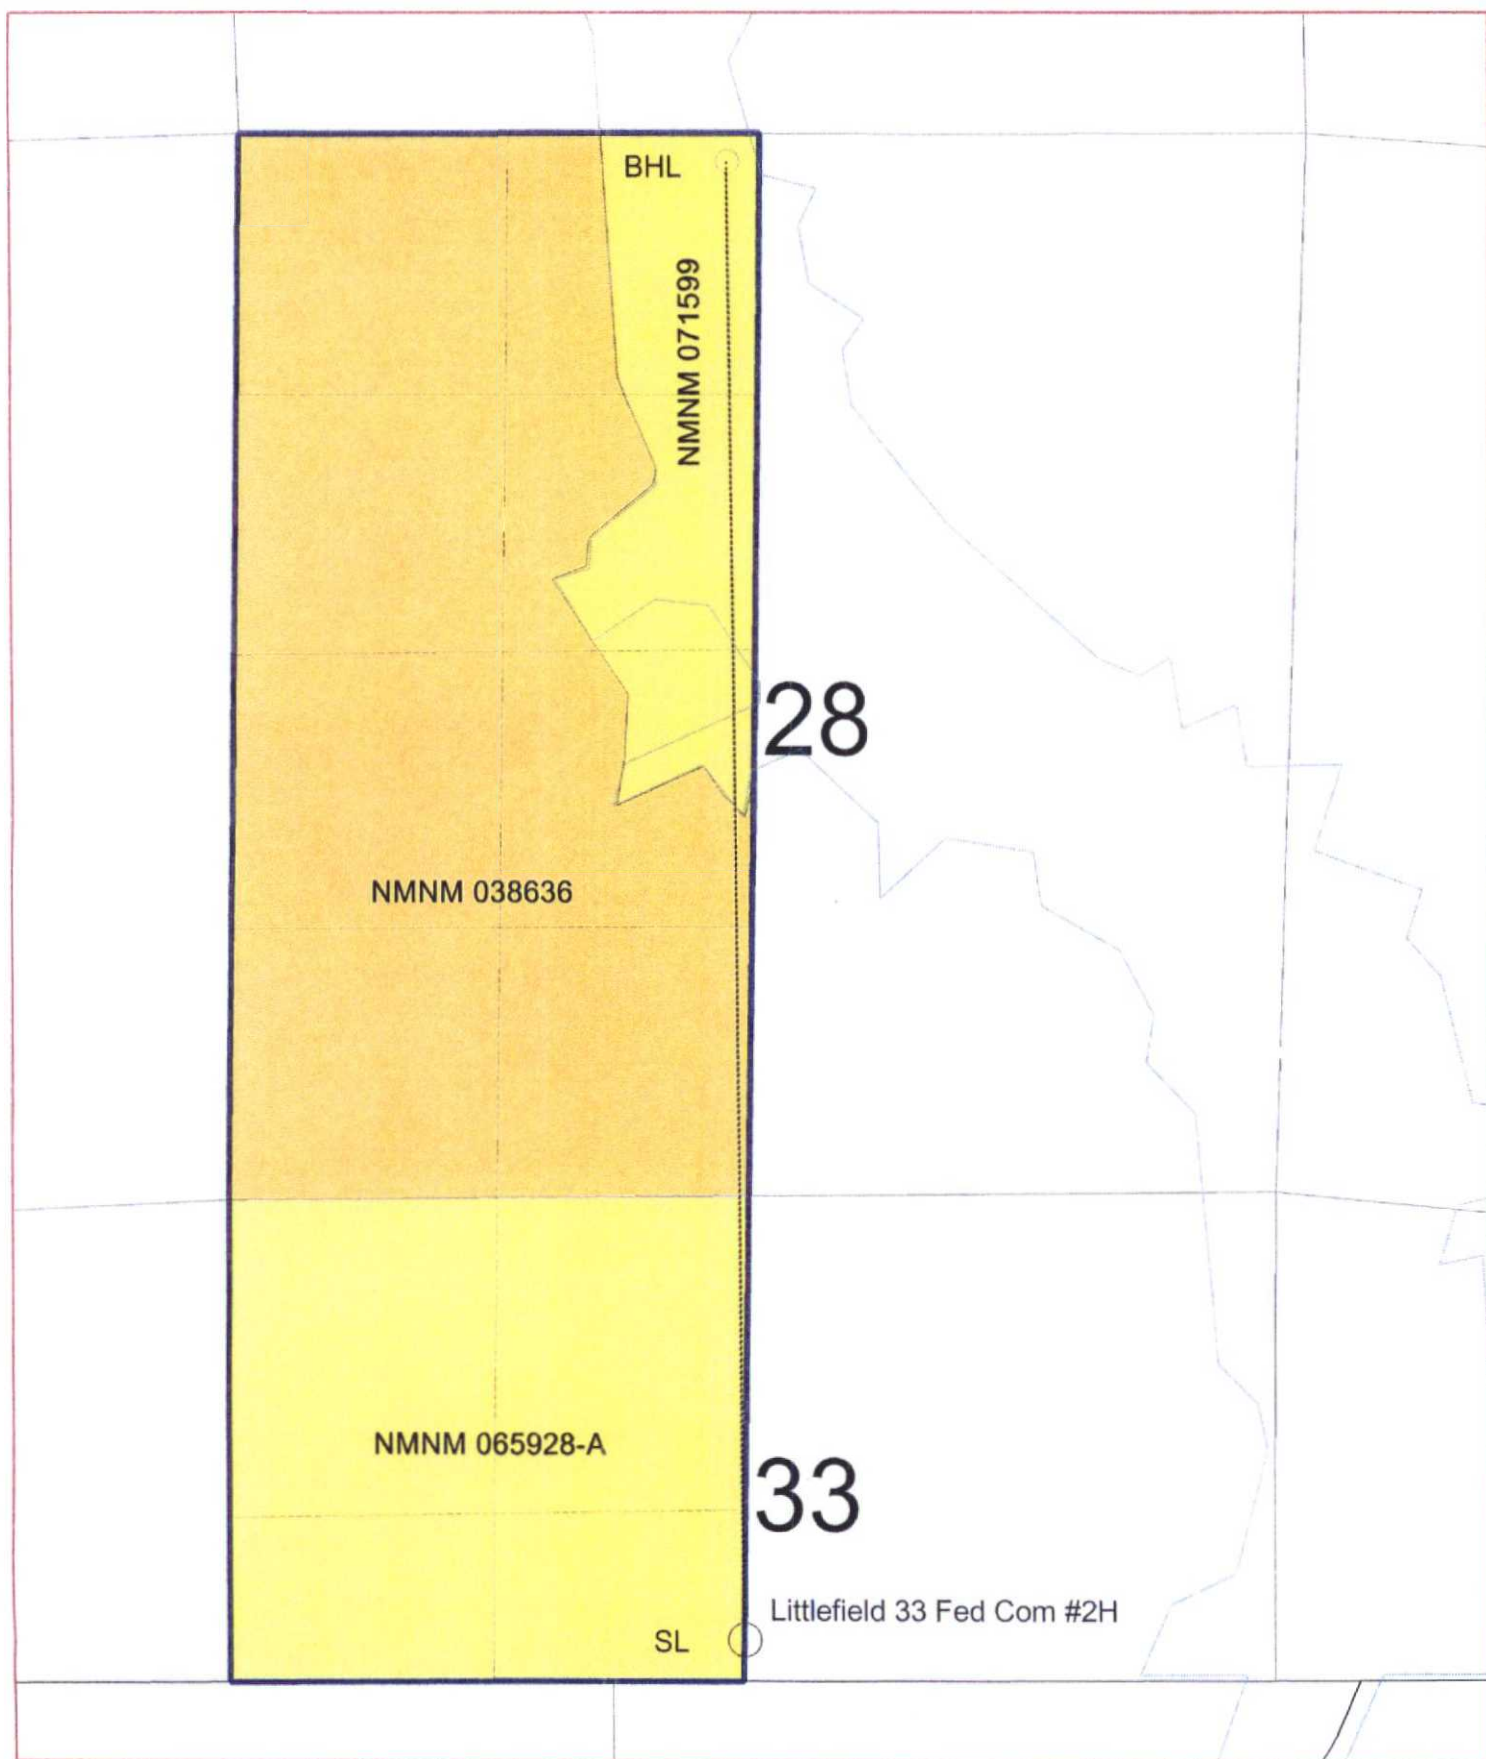 BHL
NMNM 071599
28
NMNM 038636
NMNM 065928-A
33
Littlefield 33 Fed Com #2H
SL